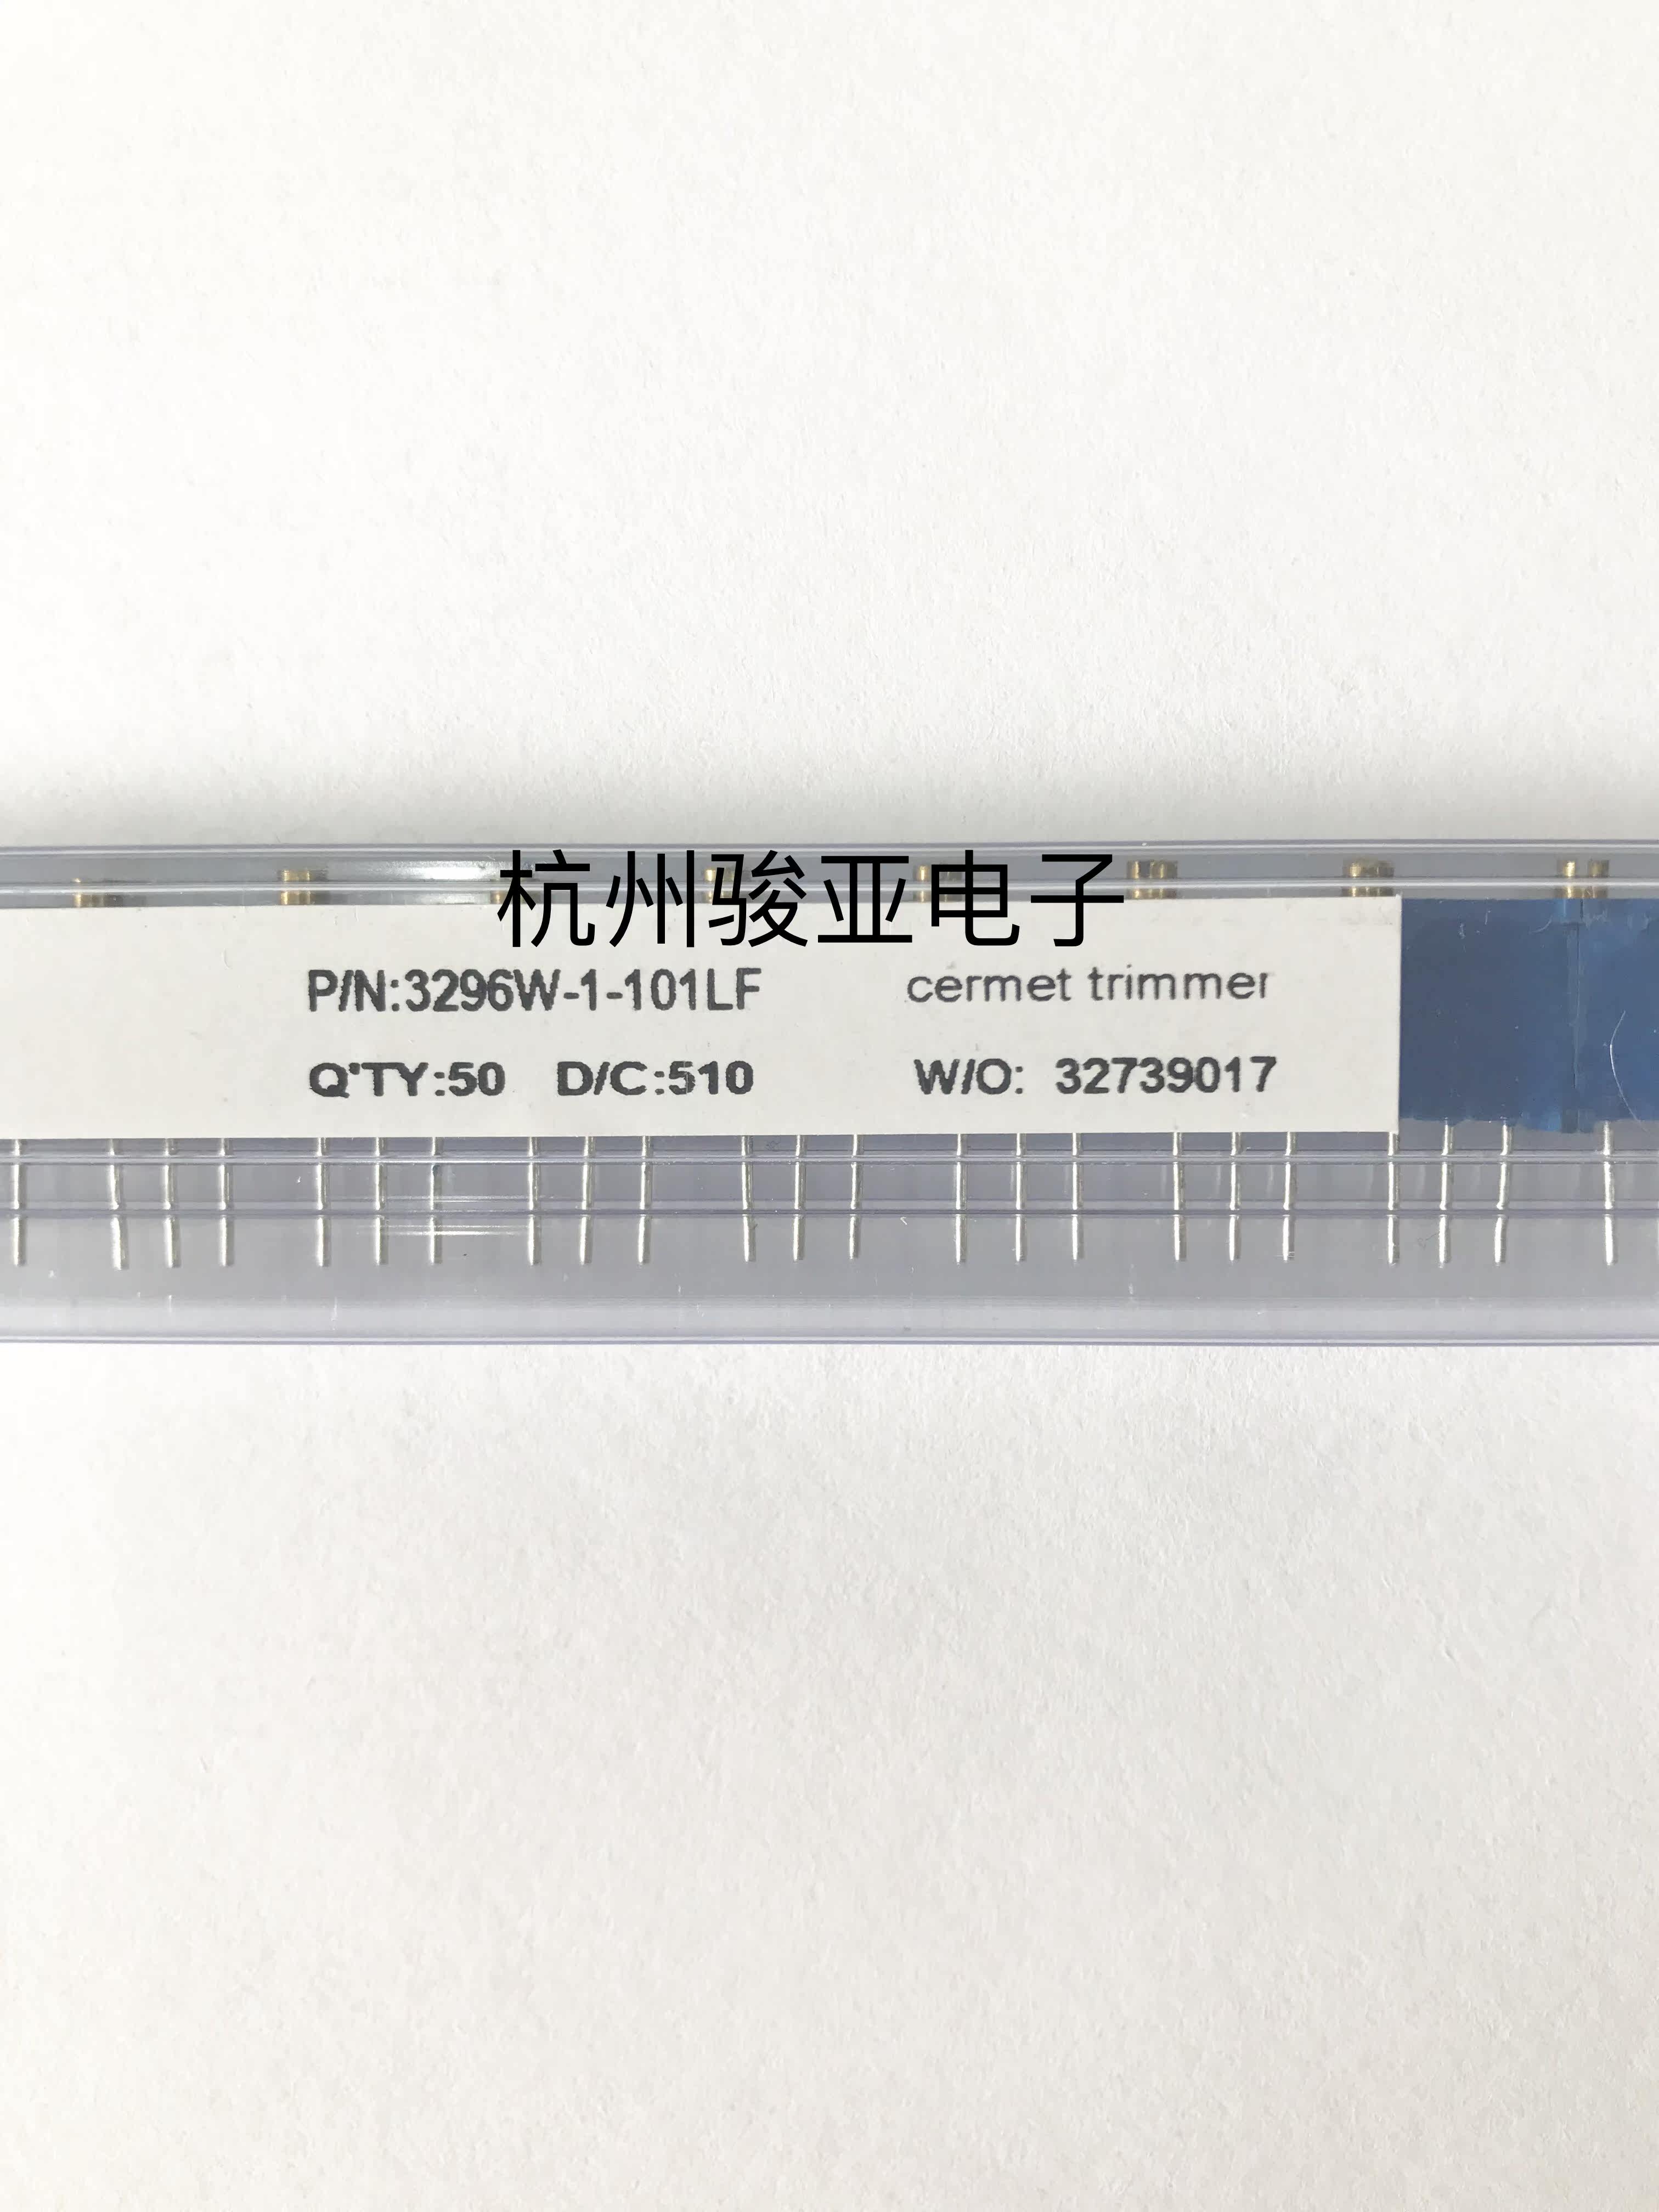 杭州骏亚电子
P/N:3296W-1-101LF cermet trimmer
Q'TY:50 D/C:510 W/O: 32739017